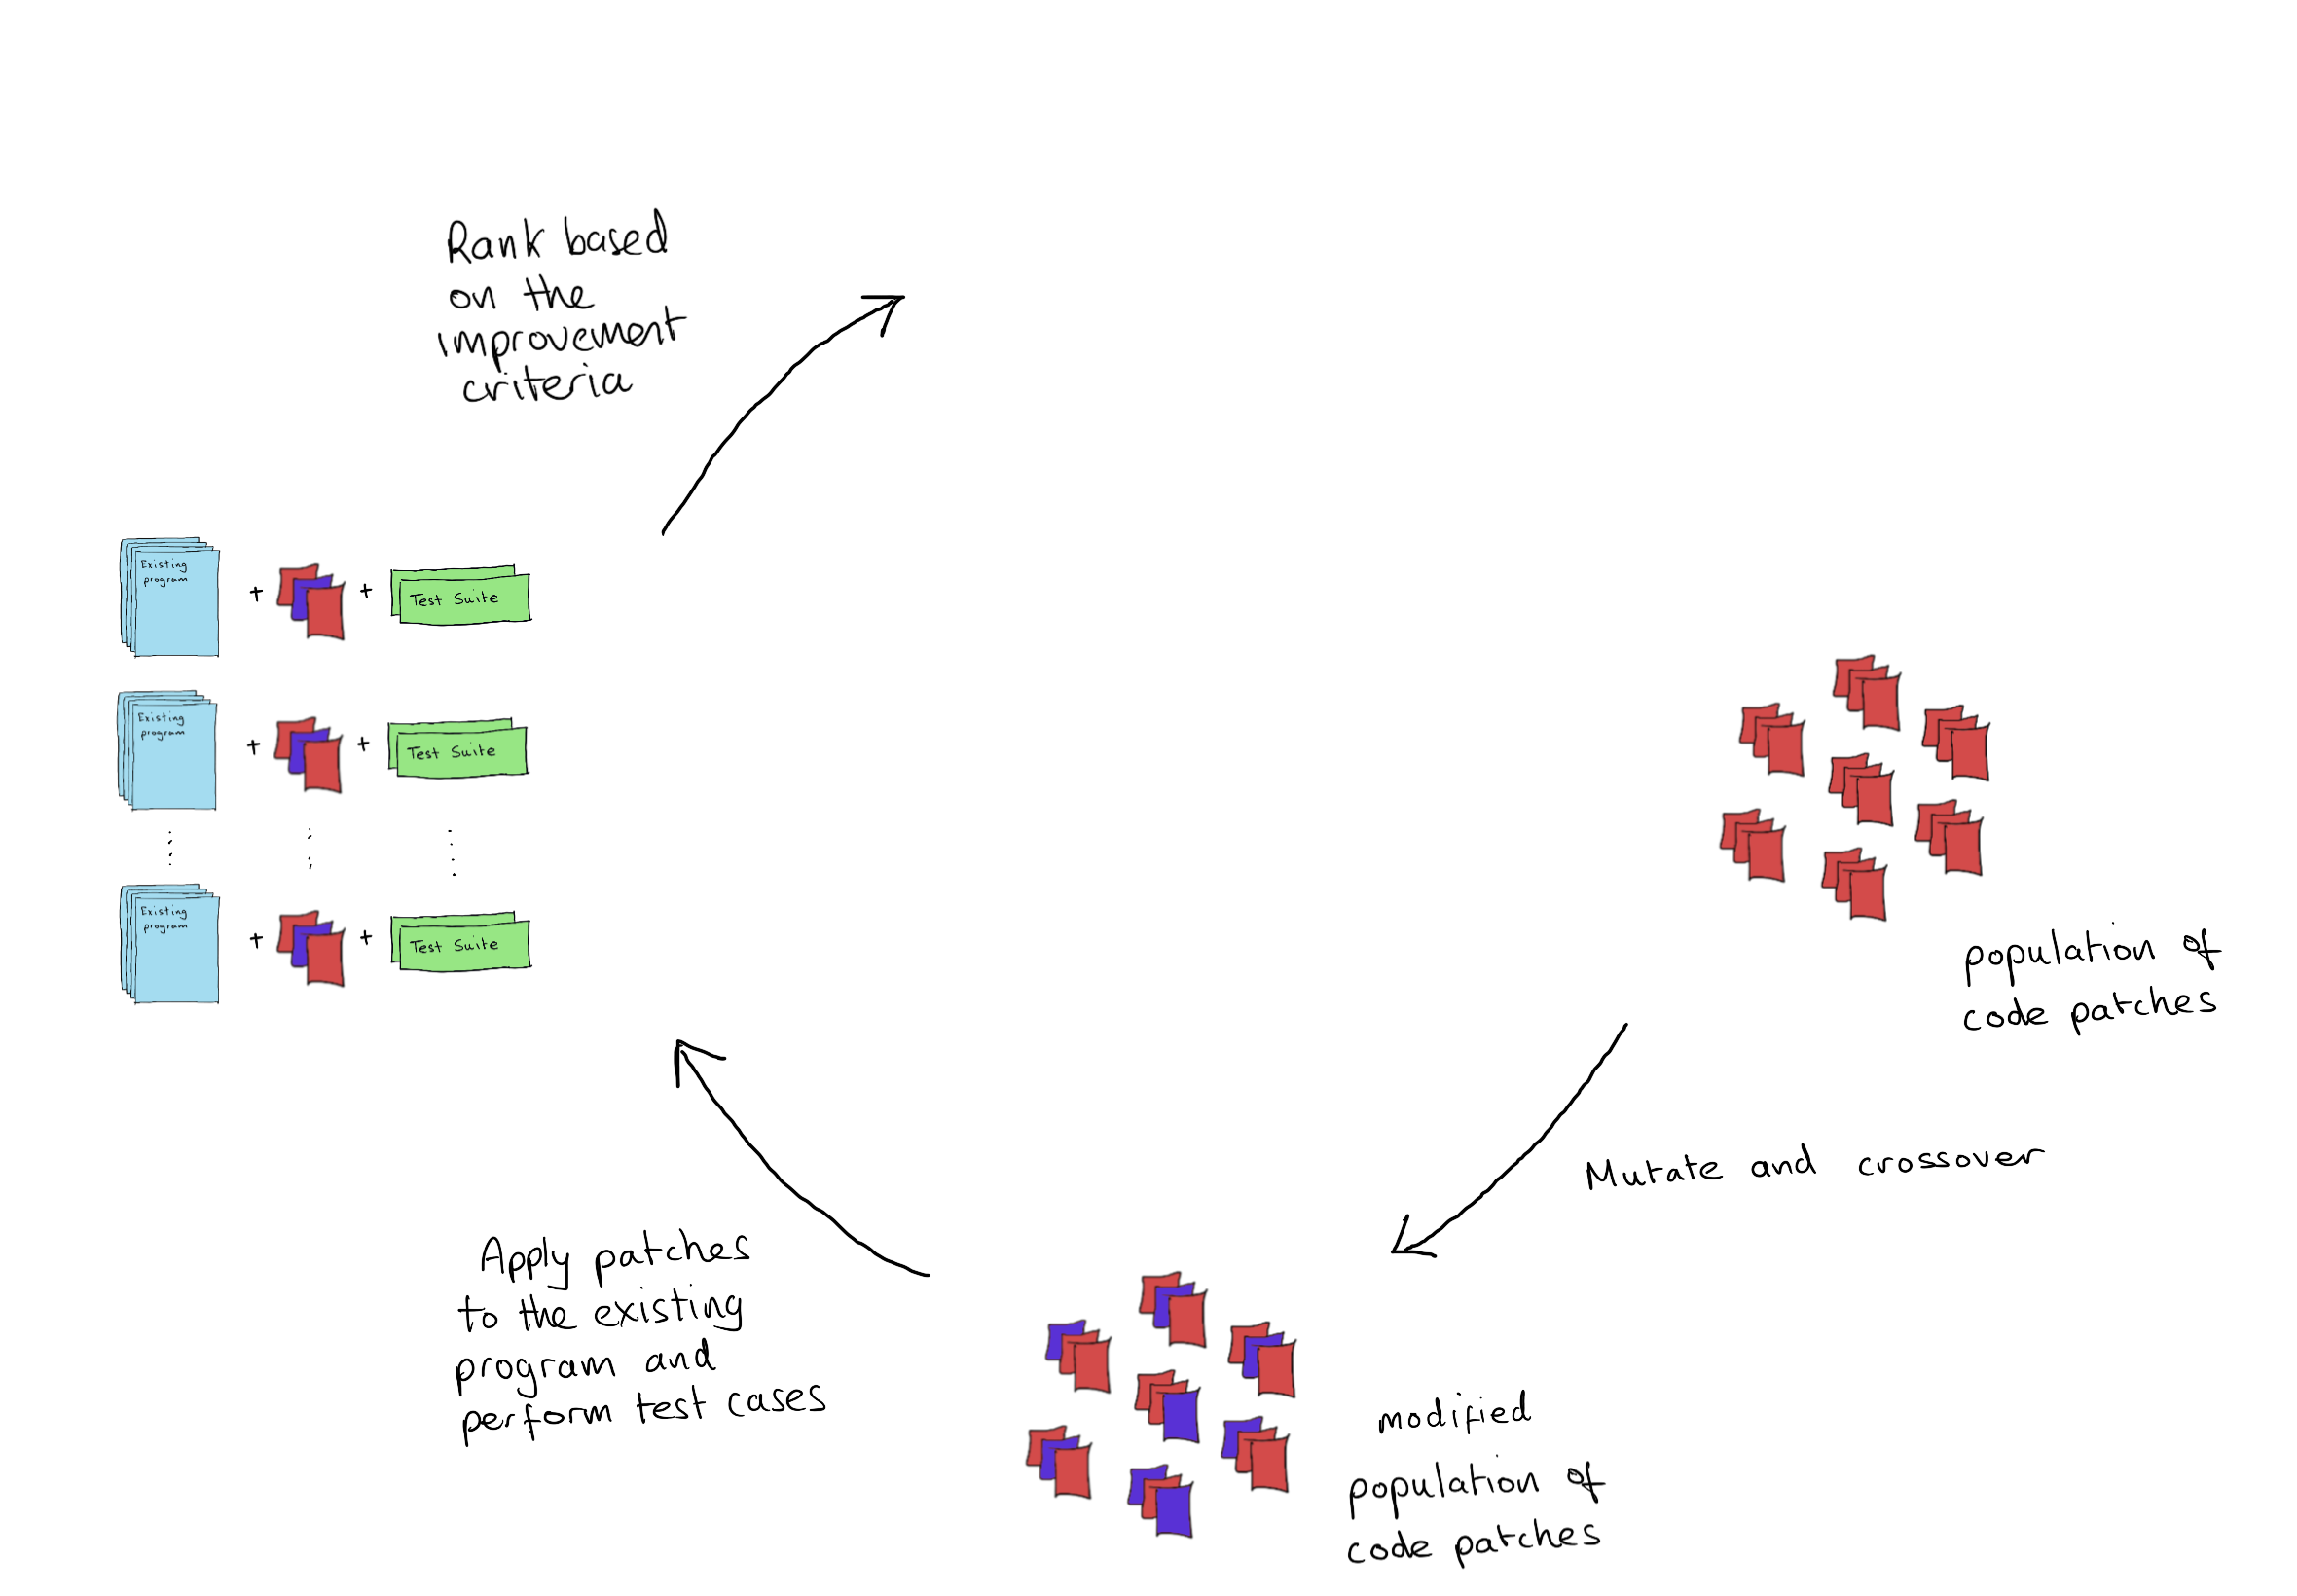 Rank based
on the
improvement
criteria
Existing
program
+
+
Test Suite
Existing
program
+
+
Test Suite
Existing
program
+
+
Test Suite
population of
code patches
Mutate and crossover
Apply patches
to the existing
program and
perform test cases
modified
population of
code patches